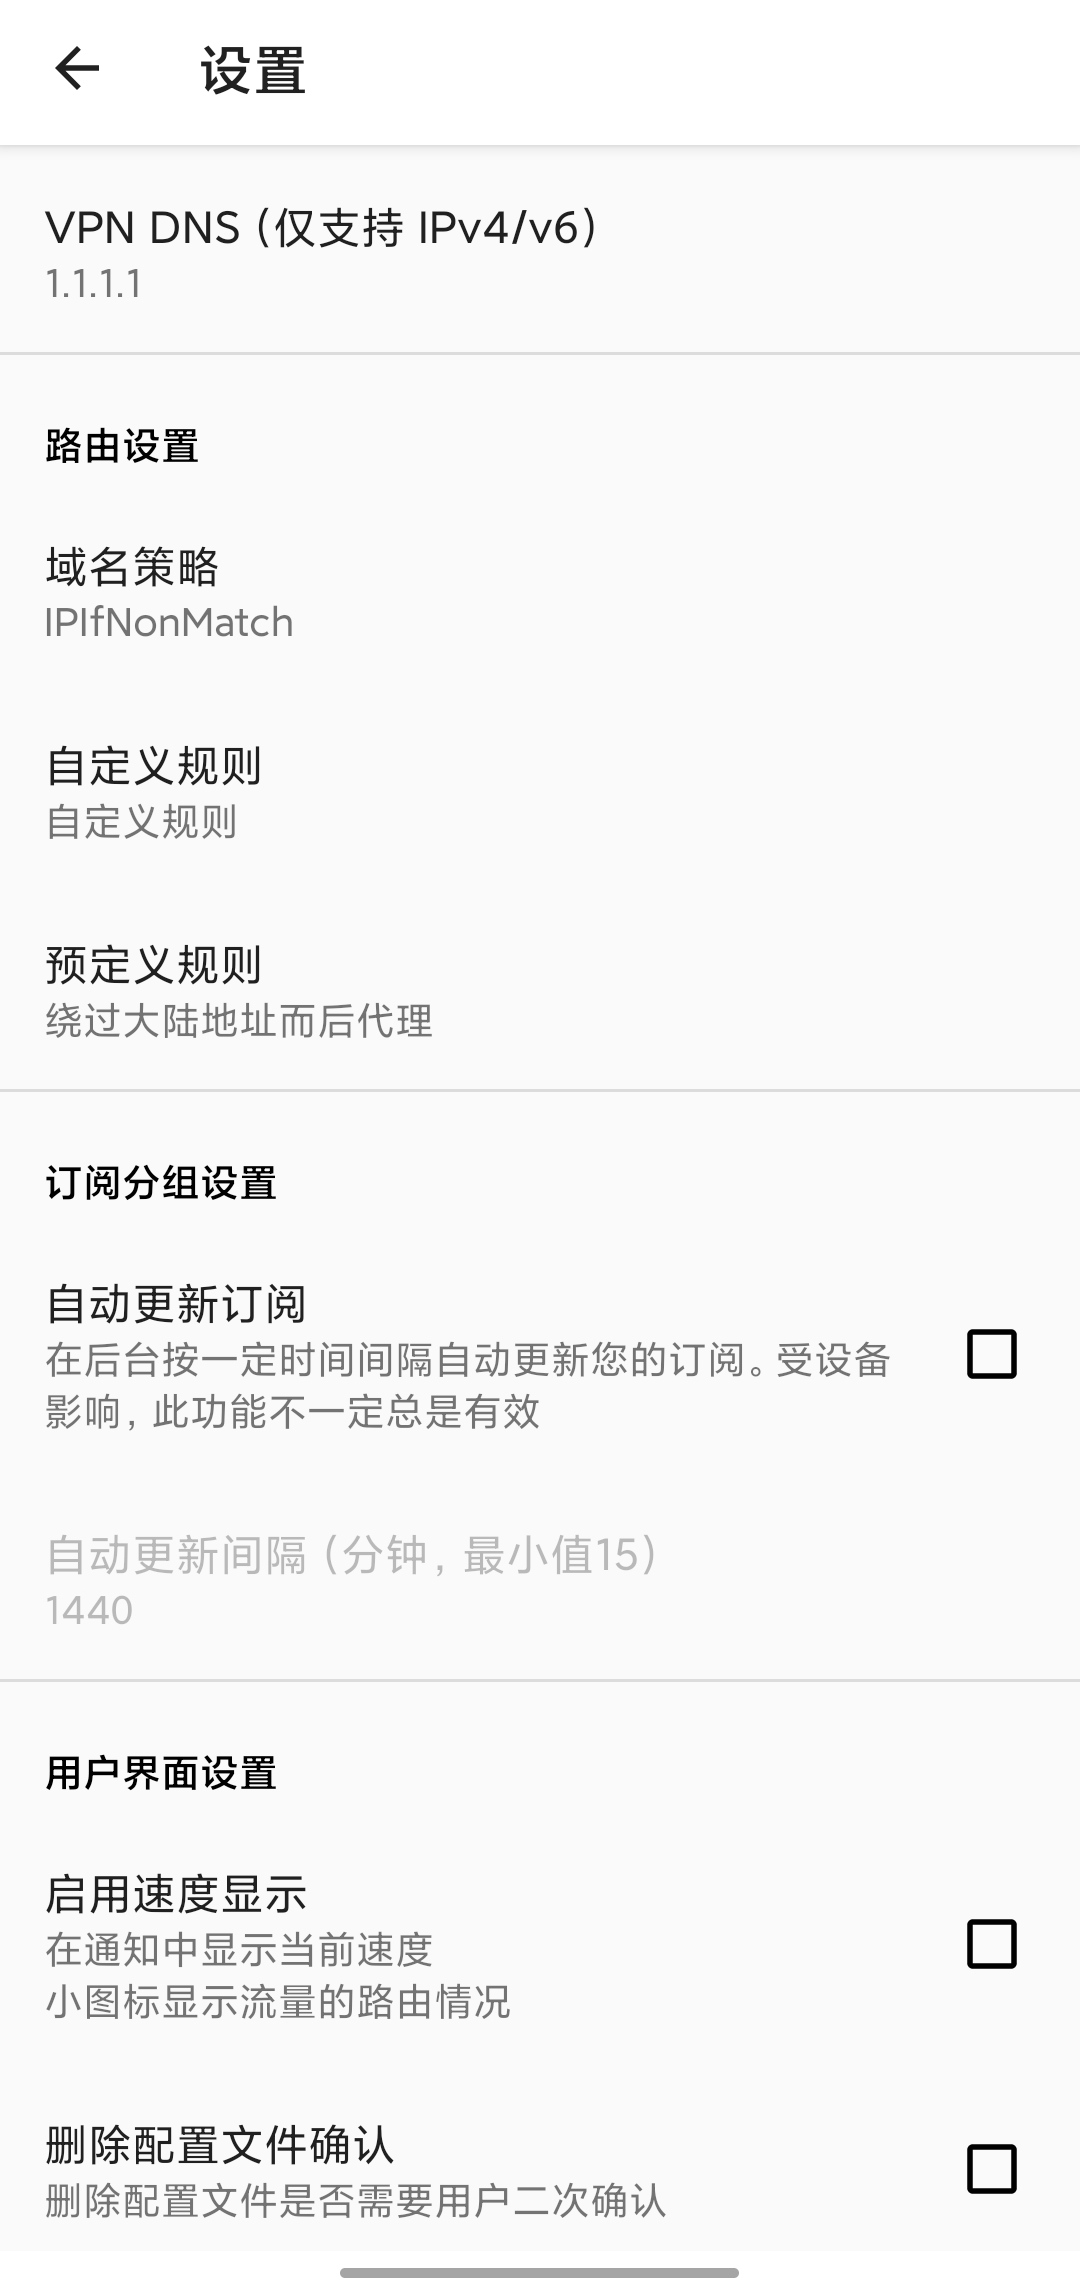 设置
VPN DNS（仅支持 IPv4/v6）
1.1.1.1
路由设置
域名策略
IPIfNonMatch
自定义规则
自定义规则
预定义规则
绕过大陆地址而后代理
订阅分组设置
自动更新订阅
在后台按一定时间间隔自动更新您的订阅。受设备
影响，此功能不一定总是有效
自动更新间隔（分钟，最小值15）
1440
用户界面设置
启用速度显示
在通知中显示当前速度
小图标显示流量的路由情况
删除配置文件确认
删除配置文件是否需要用户二次确认